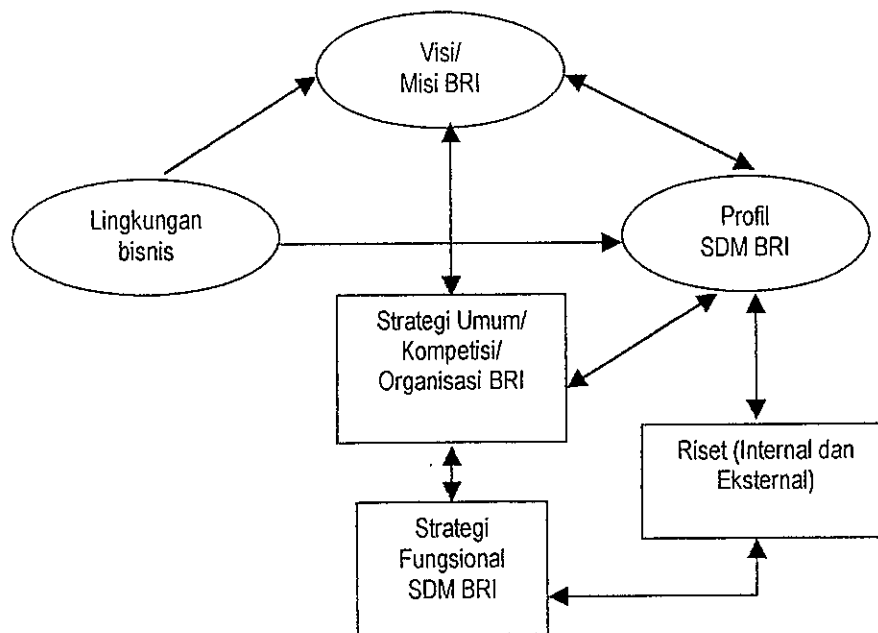 Visi/
Misi BRI
Lingkungan
bisnis
Profil
SDM BRI
Strategi Umum/
Kompetisi/
Organisasi BRI
Riset (Internal dan
Eksternal)
Strategi
Fungsional
SDM BRI